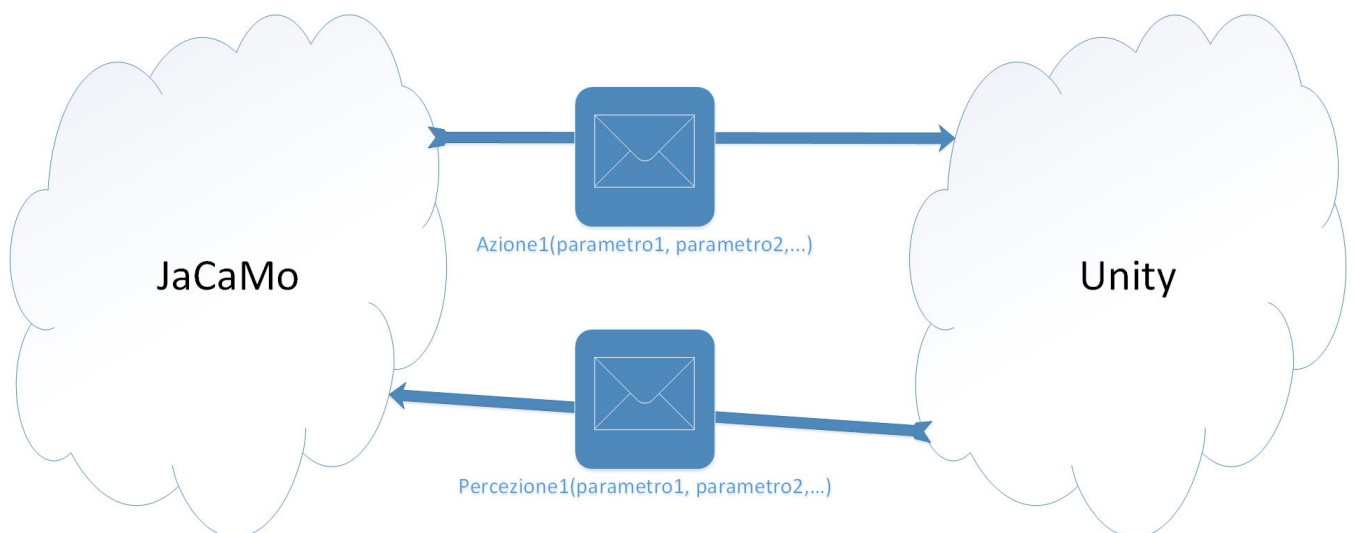 Azione1(parametro1, parametro2,...)
JaCaMo
Unity
Percezione1(parametro1, parametro2,...)